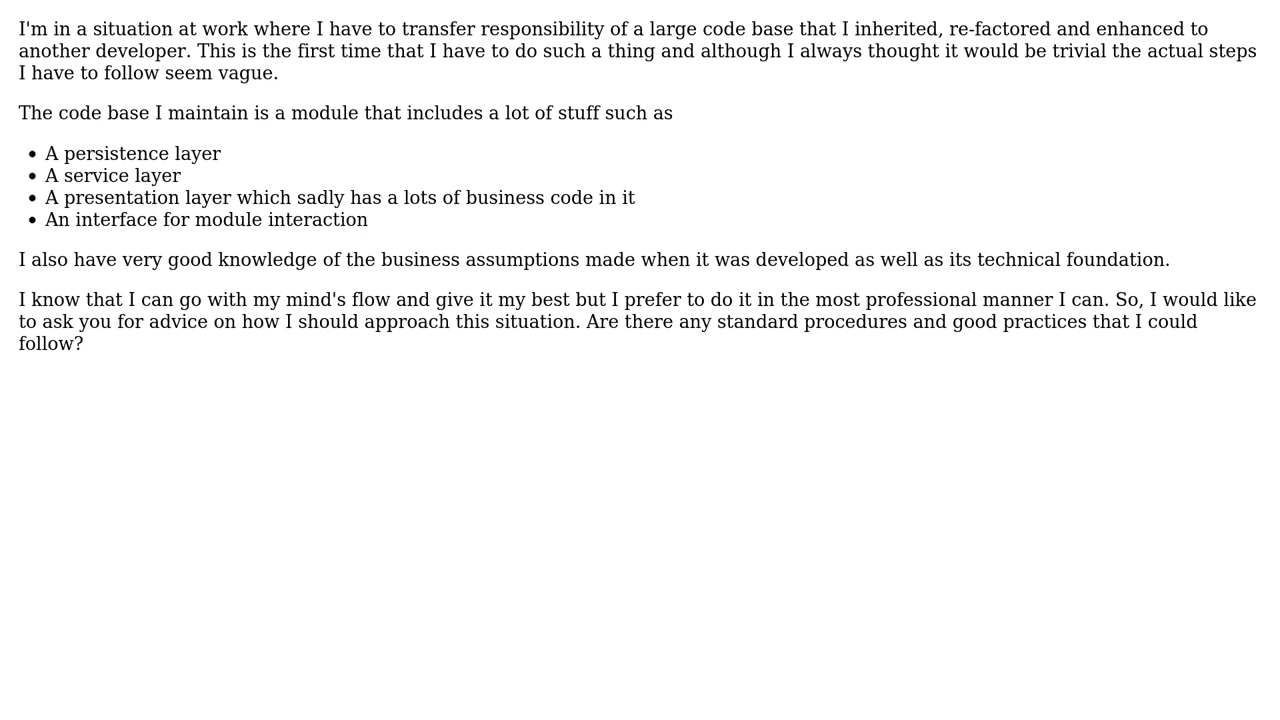 I'm in a situation at work where I have to transfer responsibility of a large code base that I inherited, re-factored and enhanced to
another developer. This is the first time that I have to do such a thing and although I always thought it would be trivial the actual steps
I have to follow seem vague.
The code base I maintain is a module that includes a lot of stuff such as
• A persistence layer
• A service layer
• A presentation layer which sadly has a lots of business code in it
• An interface for module interaction
I also have very good knowledge of the business assumptions made when it was developed as well as its technical foundation.
I know that I can go with my mind's flow and give it my best but I prefer to do it in the most professional manner I can. So, I would like
to ask you for advice on how I should approach this situation. Are there any standard procedures and good practices that I could
follow?